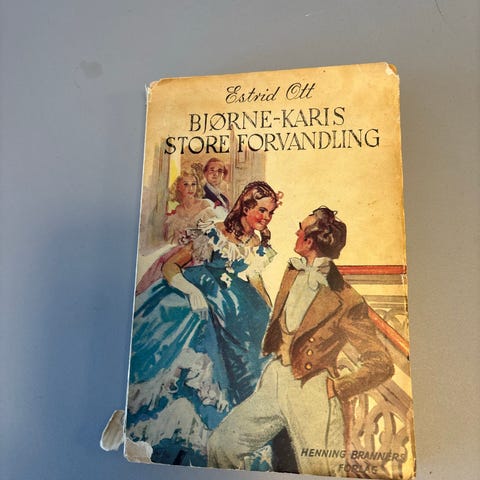 Estrid Ott
BJØRNE-KARIS
STORE FORVANDLING
HENNING BRANNERS
FORLAG